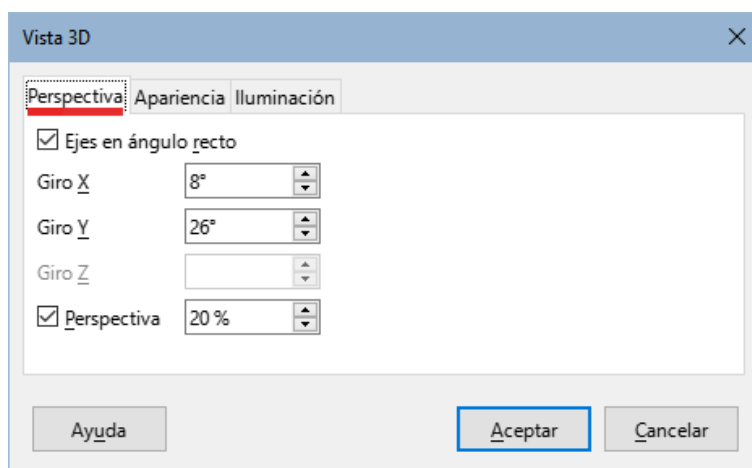 Vista 3D
Perspectiva Apariencia Iluminación
Ejes en ángulo recto
Giro X 8°
Giro Y 26°
Giro Z
Perspectiva 20 %
Ayuda Aceptar Cancelar